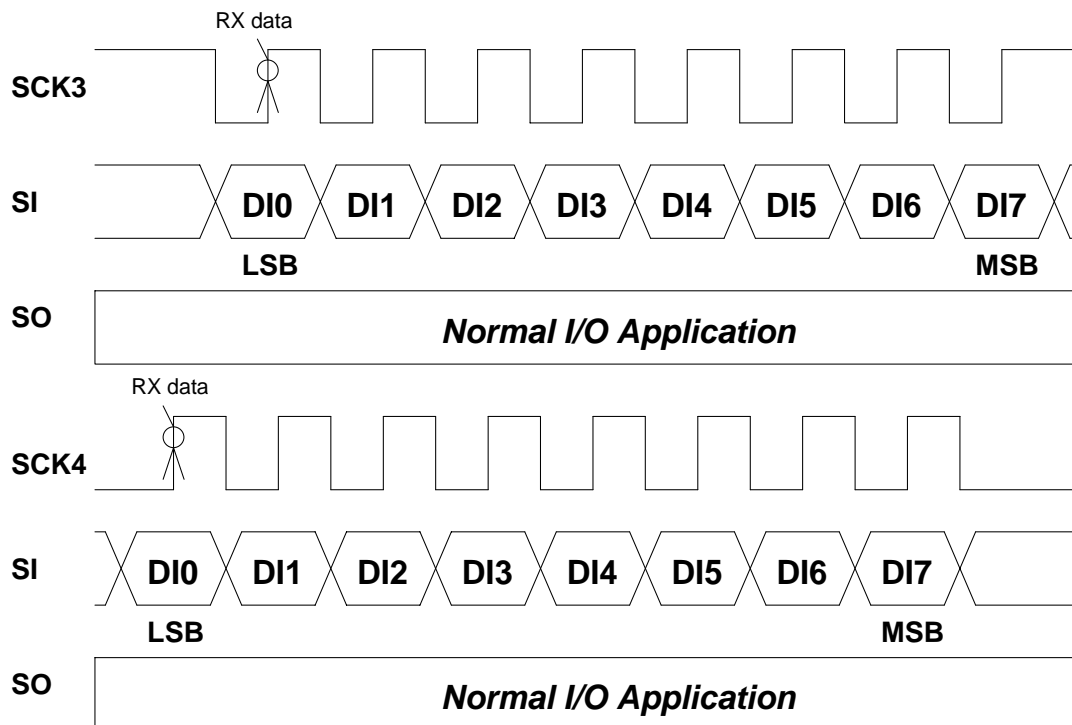 RX data
SCK3
SI DI0 DI1 DI2 DI3 DI4 DI5 DI6 DI7
LSB MSB
SO Normal I/O Application
RX data
SCK4
SI DI0 DI1 DI2 DI3 DI4 DI5 DI6 DI7
LSB MSB
SO Normal I/O Application